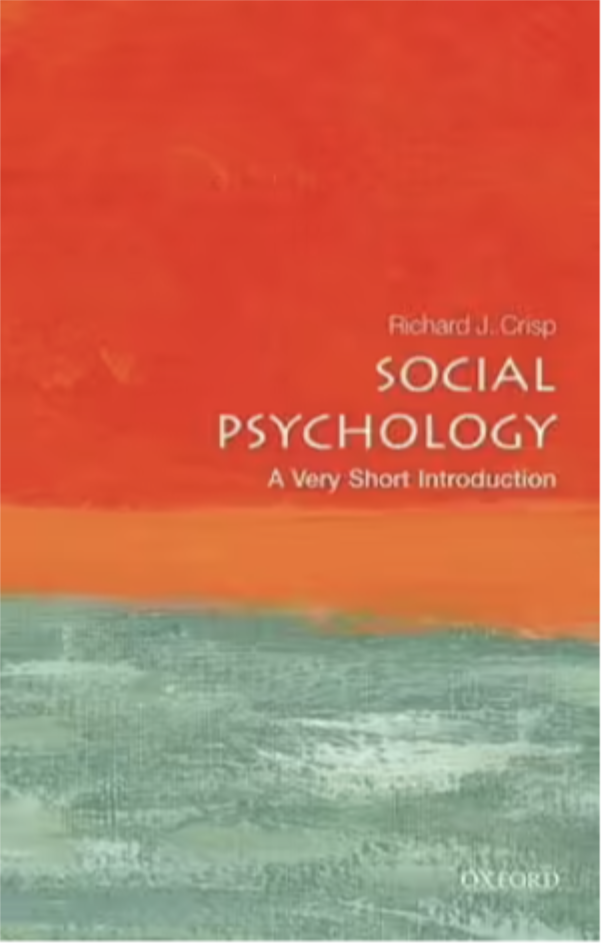 Richard J. Crisp
SOCIAL
PSYCHOLOGY
A Very Short Introduction
OXFORD